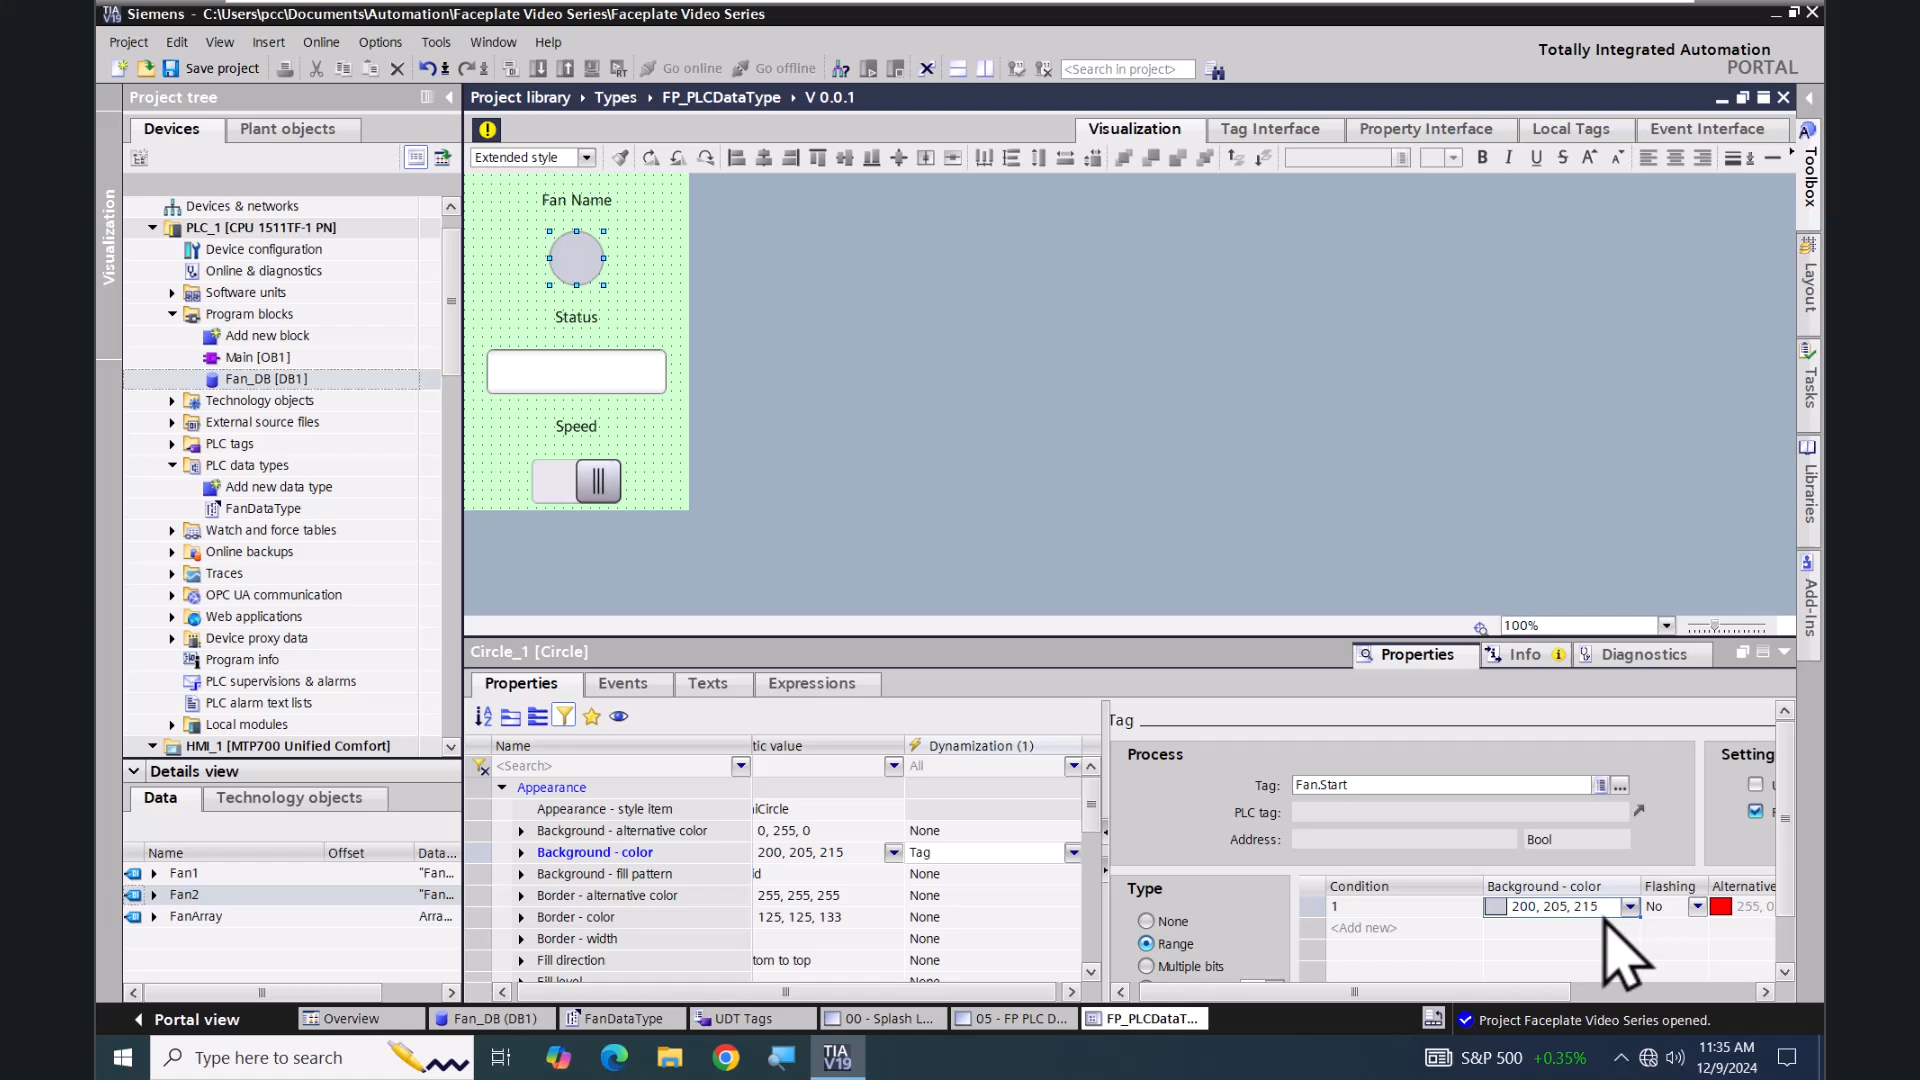 Siemens - C:\Users\pcc\Documents\Automation\Faceplate Video Series\Faceplate Video Series
TIA
V19
Project Edit View Insert Online Options Tools Window Help
Totally Integrated Automation
PORTAL
Save project
Go online
Go offline
<Search in project>
Project tree
Project library
Types
FP_PLCDataType
V 0.0.1
Devices
Plant objects
Visualization
Tag Interface
Property Interface
Local Tags
Event Interface
Extended style
B I U S
Visualization
Devices & networks
PLC_1 [CPU 1511TF-1 PN]
Device configuration
Online & diagnostics
Software units
Program blocks
Add new block
Main [OB1]
Fan_DB [DB1]
Technology objects
External source files
PLC tags
PLC data types
Add new data type
FanDataType
Watch and force tables
Online backups
Traces
OPC UA communication
Web applications
Device proxy data
Program info
PLC supervisions & alarms
PLC alarm text lists
Local modules
HMI_1 [MTP700 Unified Comfort]
Details view
Data
Technology objects
Name Offset Data...
Fan1 "Fan...
Fan2 "Fan...
FanArray Arra...
Fan Name
Status
Speed
Toolbox
Layout
Tasks
Libraries
Add-Ins
100%
Circle_1 [Circle]
Properties
Info
Diagnostics
Properties
Events
Texts
Expressions
Name tic value Dynamization (1)
<Search> All
Appearance
Appearance - style item iCircle
Background - alternative color 0, 255, 0 None
Background - color 200, 205, 215 Tag
Background - fill pattern id None
Border - alternative color 255, 255, 255 None
Border - color 125, 125, 133 None
Border - width None
Fill direction tom to top None
Tag
Process
Tag: Fan.Start
PLC tag:
Address: Bool
Setting
Type
None
Range
Multiple bits
Condition Background - color Flashing Alternative
1 200, 205, 215 No 255, 0
<Add new>
Portal view
Overview
Fan_DB (DB1)
FanDataType
UDT Tags
00 - Splash L...
05 - FP PLC D...
FP_PLCDataT...
Project Faceplate Video Series opened.
Type here to search
TIA
V19
S&P 500 +0.35%
11:35 AM
12/9/2024